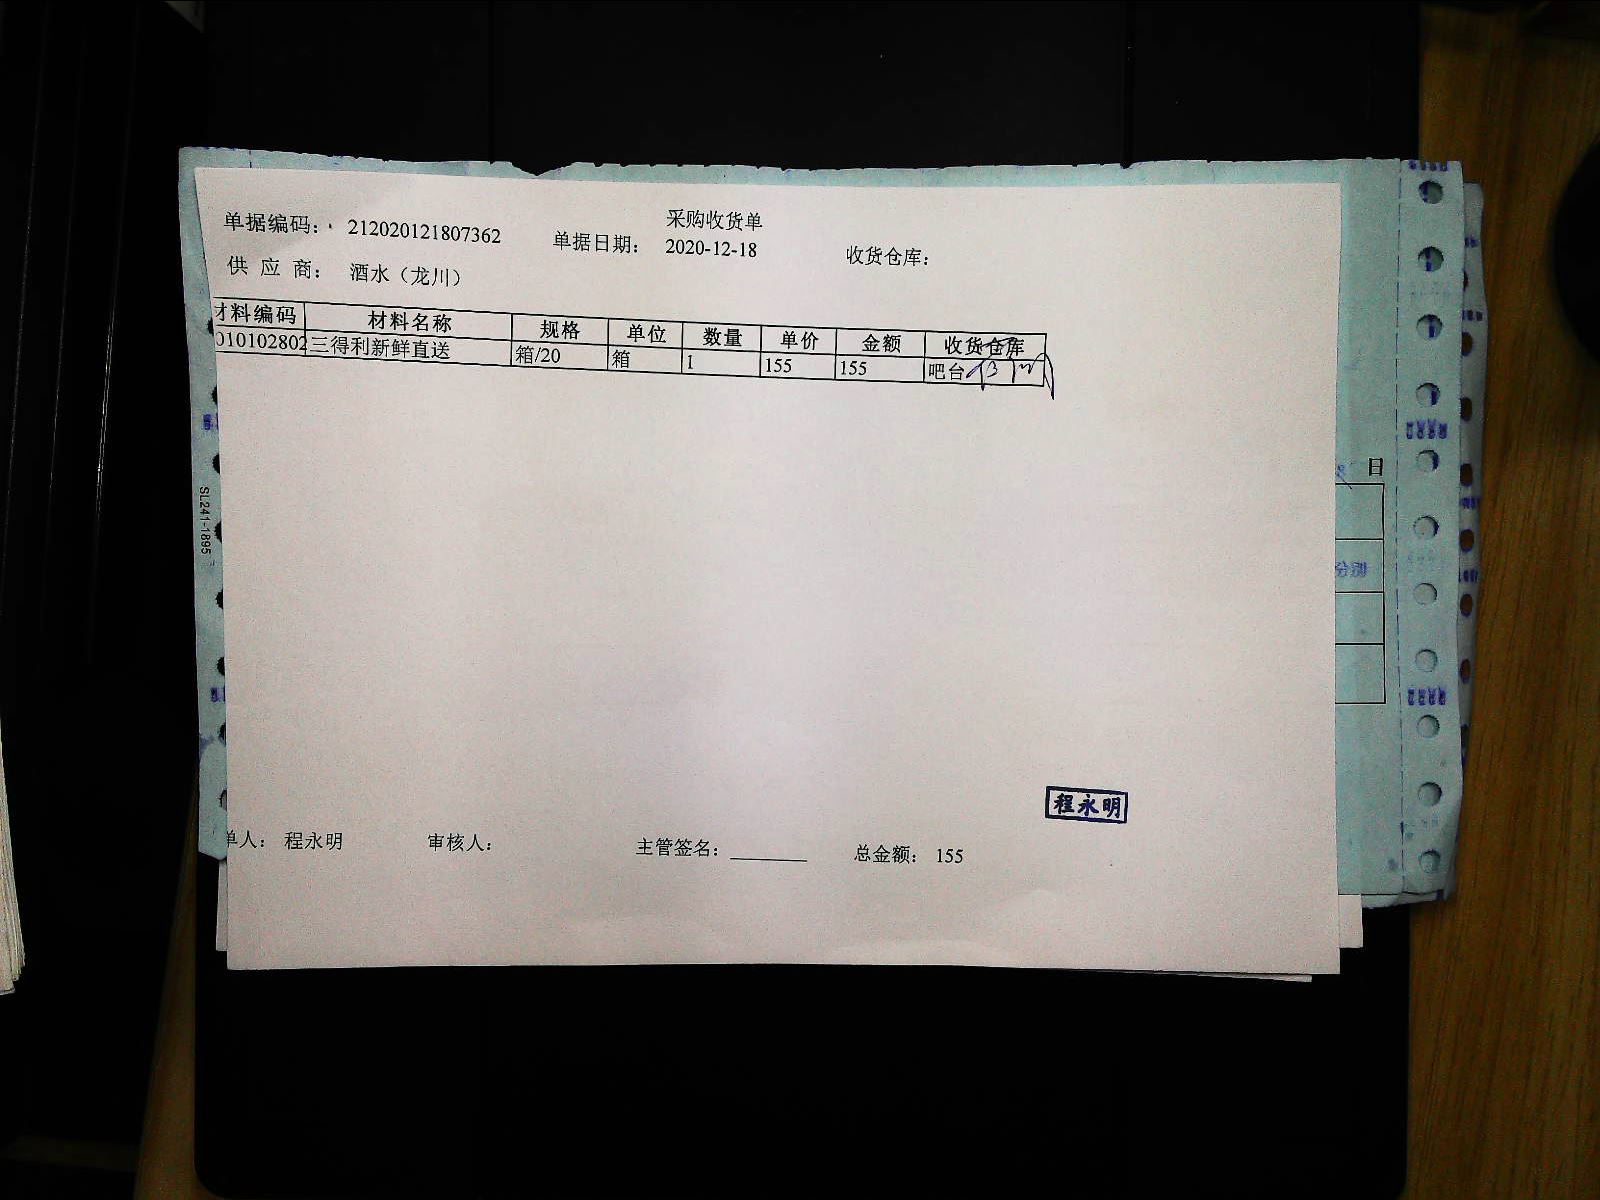 采购收货单
单据编码： 212020121807362 单据日期： 2020-12-18 收货仓库：
供 应 商： 酒水（龙川）
材料编码 材料名称 规格 单位 数量 单价 金额 收货仓库
010102802 三得利新鲜直送 箱/20 箱 1 155 155 吧台
程永明
单人： 程永明 审核人： 主管签名： 总金额： 155
SL241-1895
日
分别